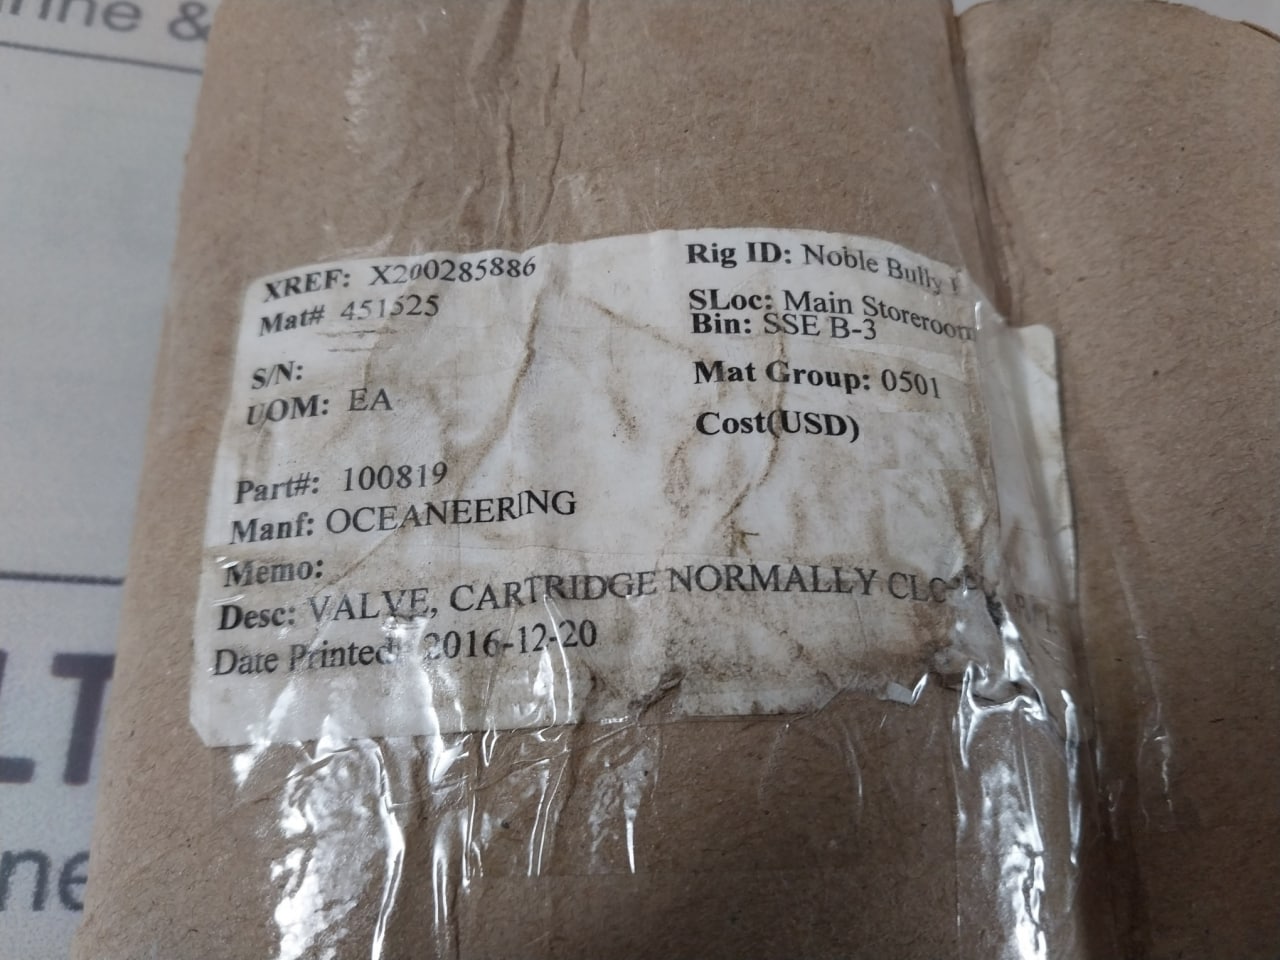 XREF: X200285886
Mat# 451525
S/N:
UOM: EA
Part#: 100819
Manf: OCEANEERING
Memo:
Desc: VALVE, CARTRIDGE NORMALLY
Date Printed: 2016-12-20
Rig ID: Noble Bully
SLoc: Main Storeroom
Bin: SSE B-3
Mat Group: 0501
Cost(USD)
&